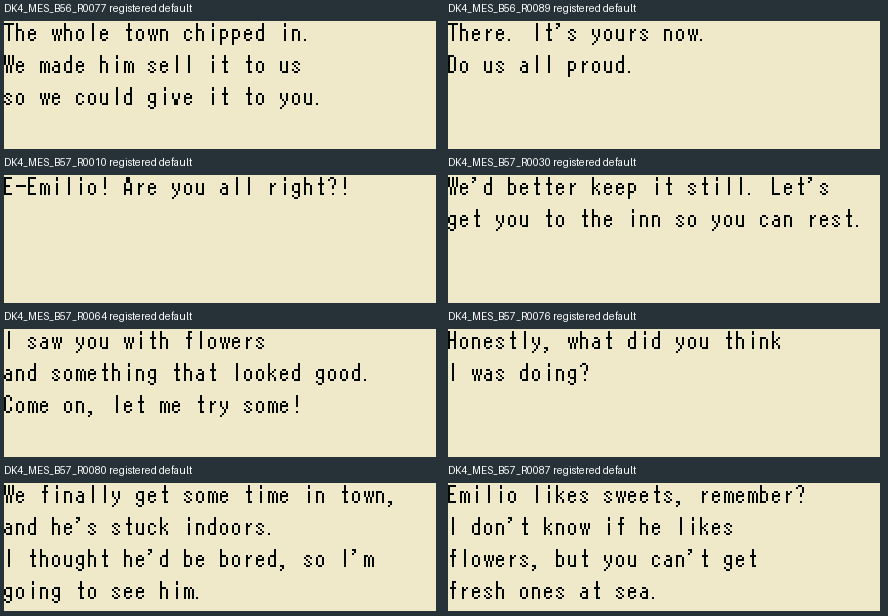 DK4_MES_B56_R0077 registered default
The whole town chipped in.
We made him sell it to us
so we could give it to you.
DK4_MES_B56_R0089 registered default
There. It's yours now.
Do us all proud.
DK4_MES_B57_R0010 registered default
E-Emilio! Are you all right?!
DK4_MES_B57_R0030 registered default
We'd better keep it still. Let's
get you to the inn so you can rest.
DK4_MES_B57_R0064 registered default
I saw you with flowers
and something that looked good.
Come on, let me try some!
DK4_MES_B57_R0076 registered default
Honestly, what did you think
I was doing?
DK4_MES_B57_R0080 registered default
We finally get some time in town,
and he's stuck indoors.
I thought he'd be bored, so I'm
going to see him.
DK4_MES_B57_R0087 registered default
Emilio likes sweets, remember?
I don't know if he likes
flowers, but you can't get
fresh ones at sea.